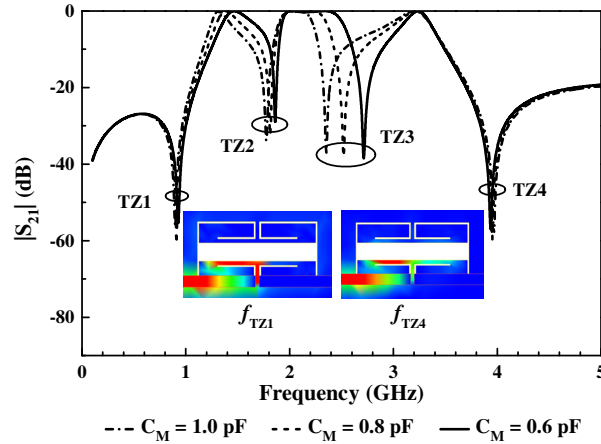 0
-20
-40
-60
-80
|S21| (dB)
TZ1
TZ2
TZ3
TZ4
fTZ1
fTZ4
0 1 2 3 4 5
Frequency (GHz)
CM = 1.0 pF CM = 0.8 pF CM = 0.6 pF